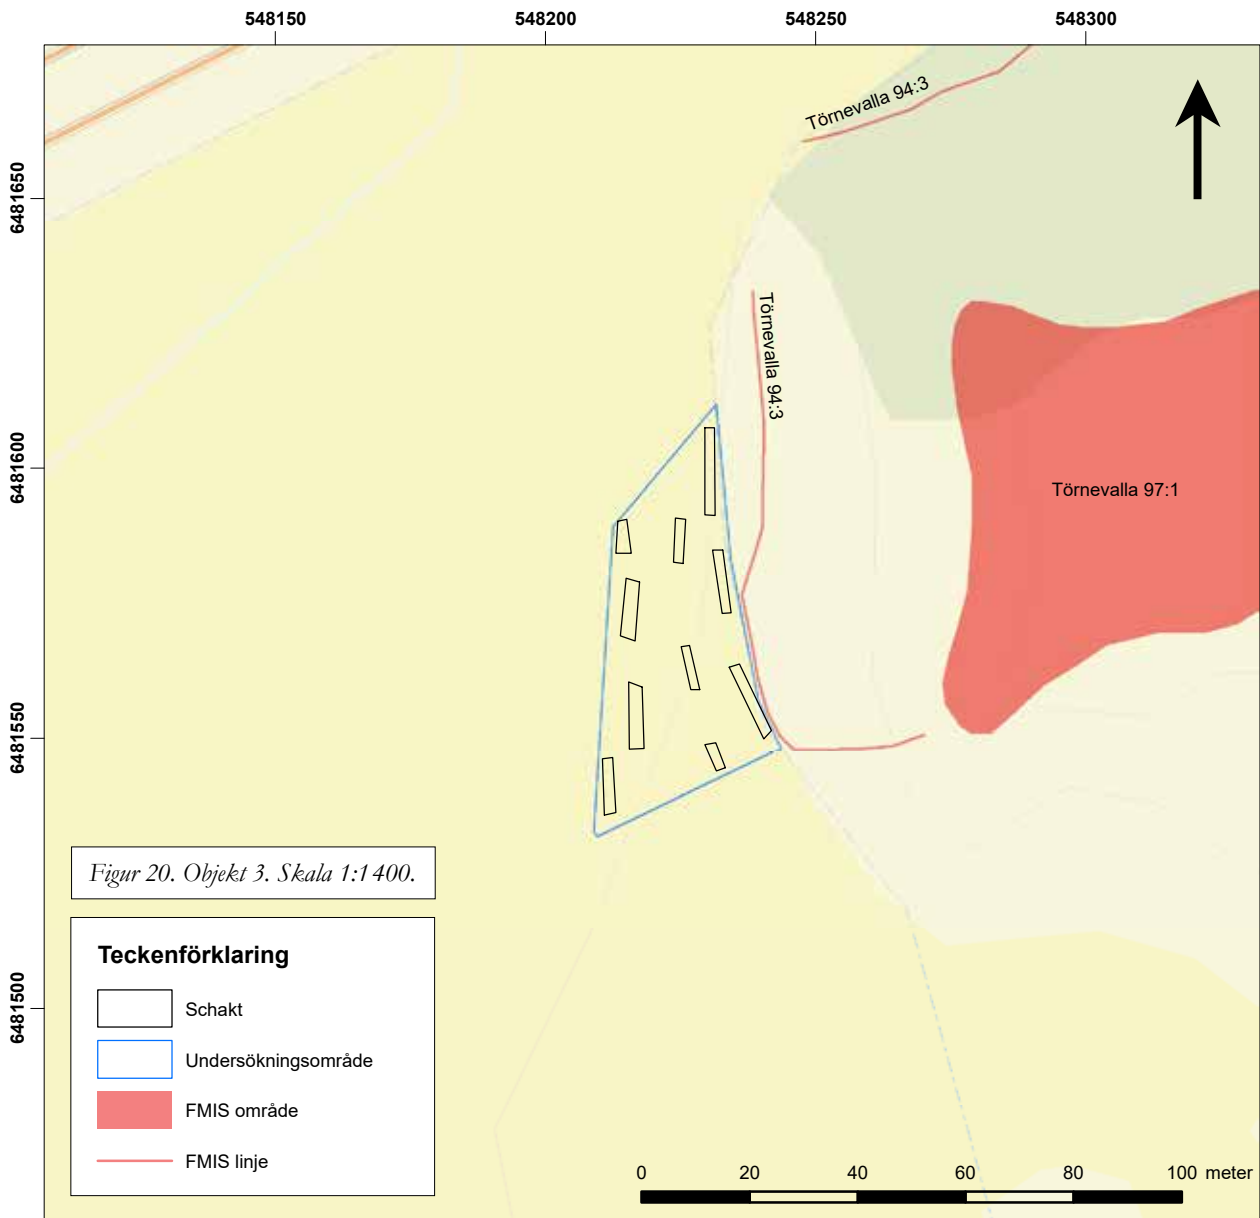 548150
548200
548250
548300
6481650
6481600
6481550
6481500
Törnevalla 94:3
Törnevalla 94:3
Törnevalla 97:1
Figur 20. Objekt 3. Skala 1:1400.
Teckenförklaring
Schakt
Undersökningsområde
FMIS område
FMIS linje
0 20 40 60 80 100 meter